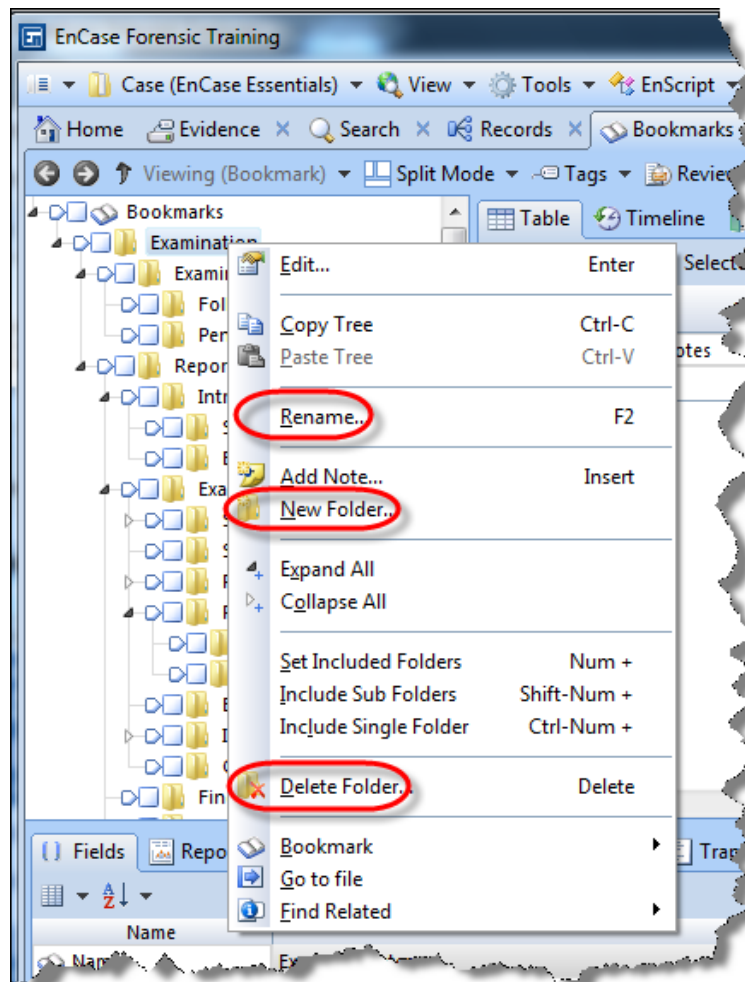 EnCase Forensic Training
Case (EnCase Essentials) View Tools EnScript
Home Evidence Search Records Bookmarks
Viewing (Bookmark) Split Mode Tags Review
Bookmarks
Table Timeline
Examination
Edit... Enter
Copy Tree Ctrl-C
Paste Tree Ctrl-V
Rename... F2
Add Note... Insert
New Folder...
Expand All
Collapse All
Set Included Folders Num +
Include Sub Folders Shift-Num +
Include Single Folder Ctrl-Num +
Delete Folder... Delete
Bookmark
Go to file
Find Related
Fields
Name